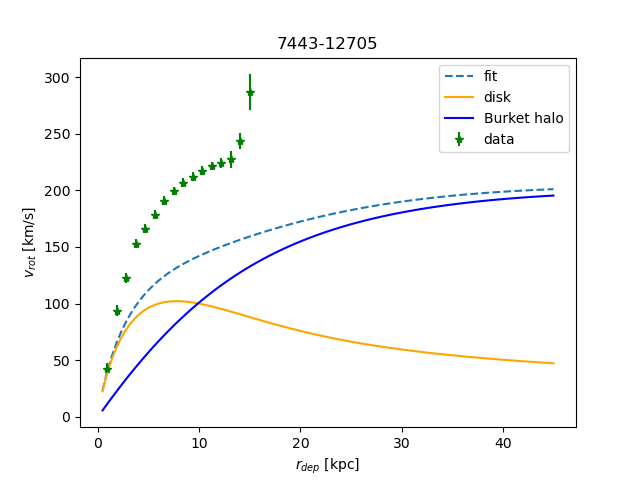 7443-12705
fit
disk
Burket halo
data
300
250
200
150
100
50
0
v_rot [km/s]
0 10 20 30 40
r_dep [kpc]